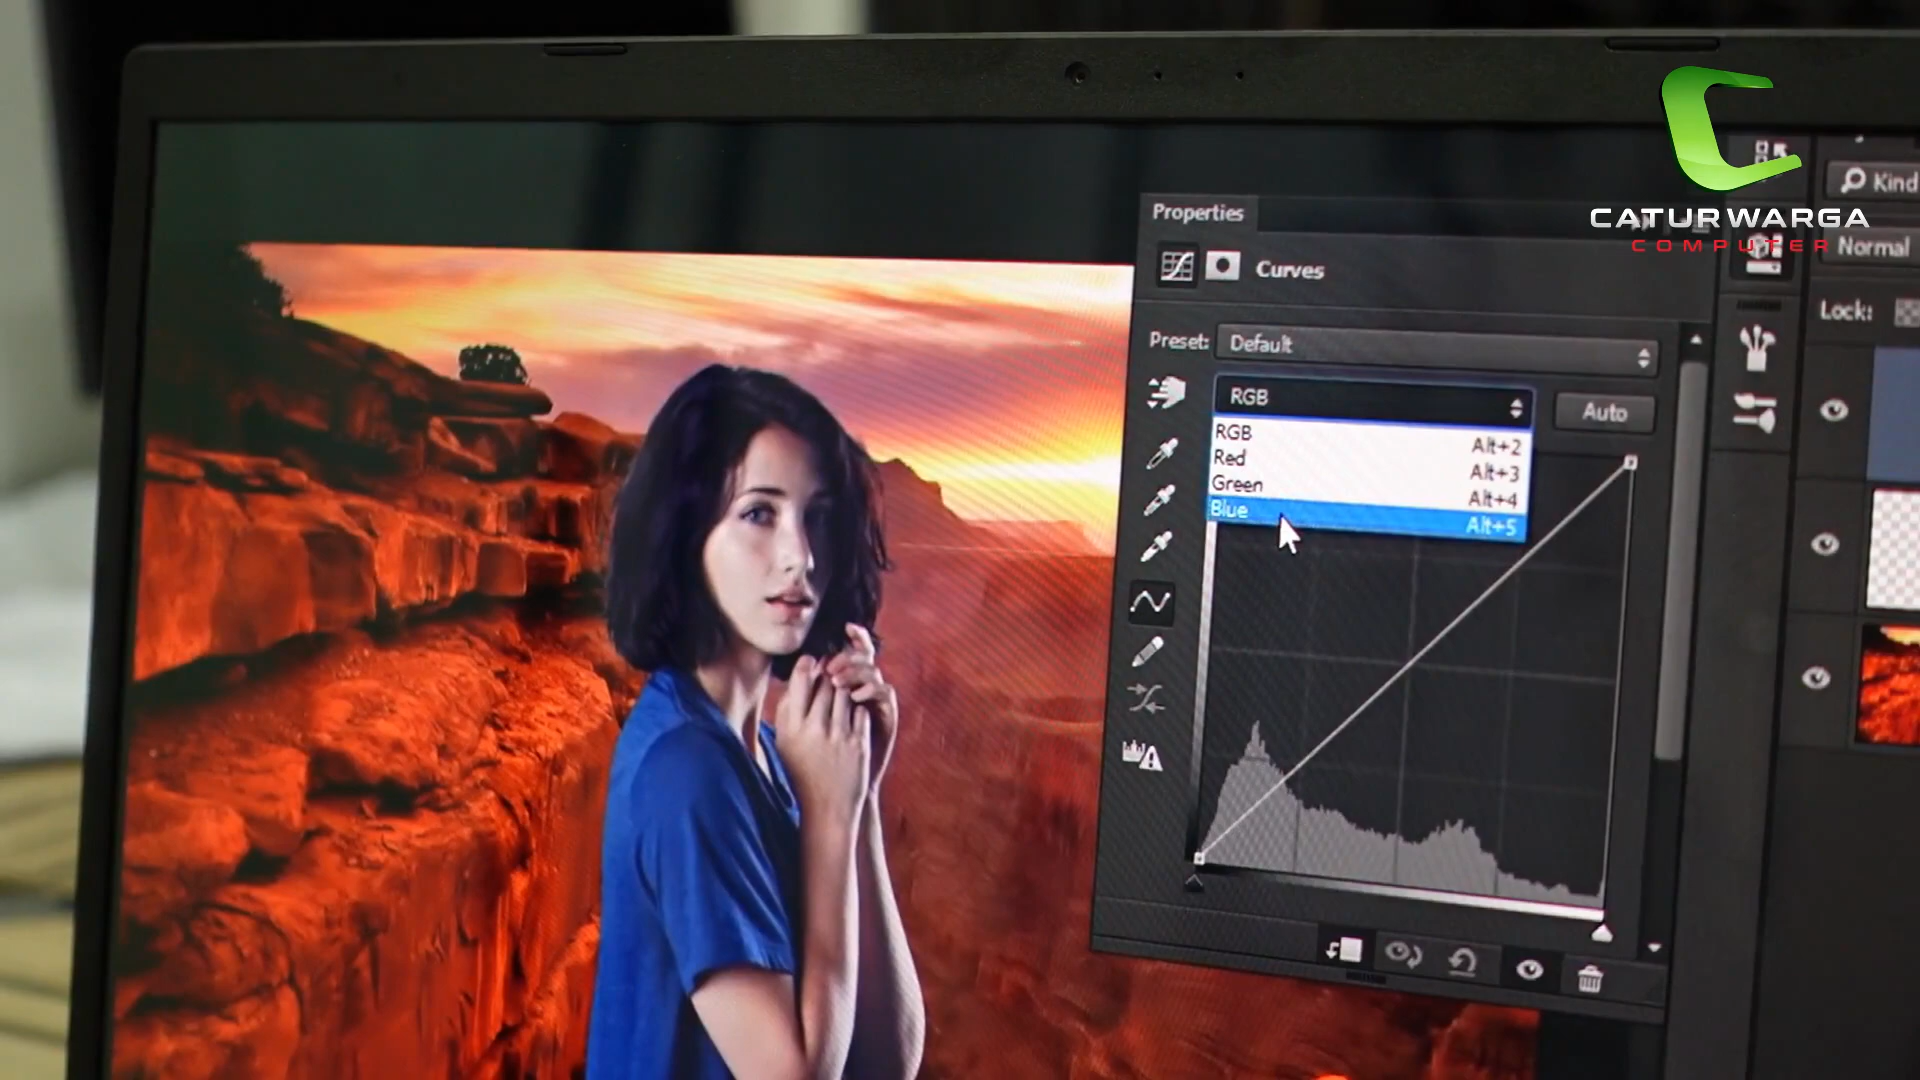 CATURWARGA
COMPUTER
Kind
Properties
Normal
Curves
Lock:
Preset: Default
RGB
Auto
RGB Alt+2
Red Alt+3
Green Alt+4
Blue Alt+5